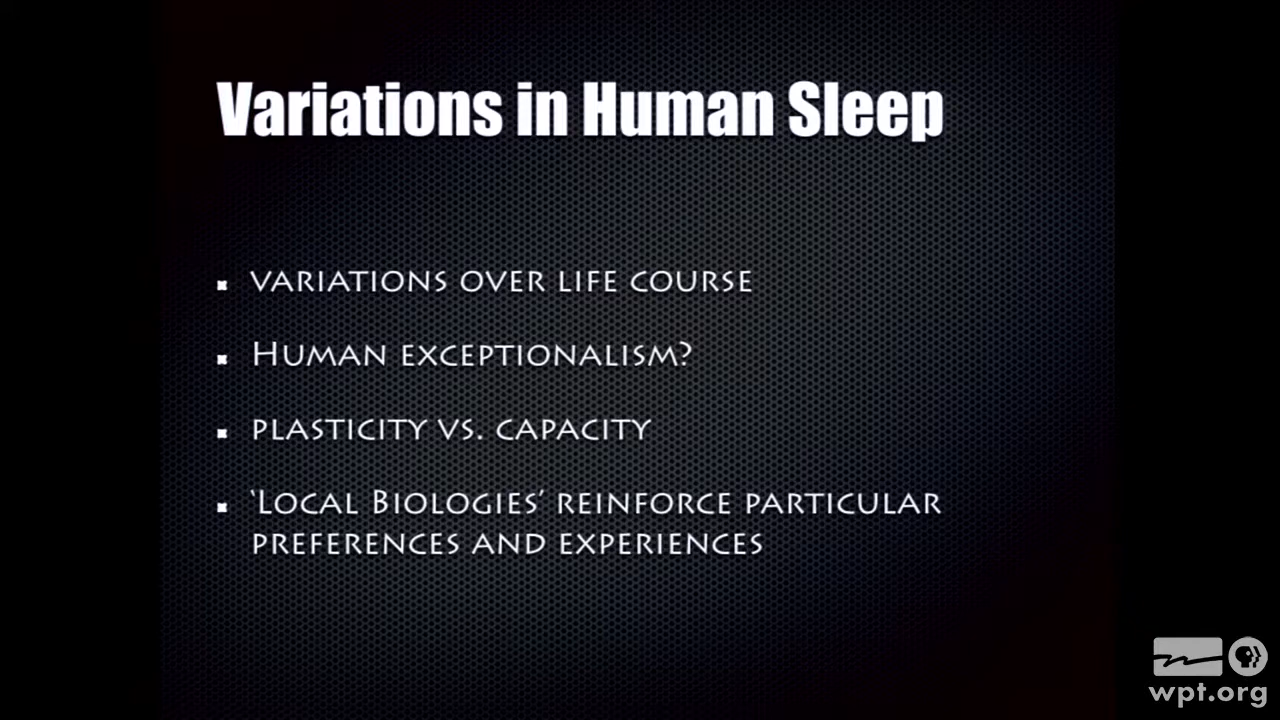 Variations in Human Sleep
▪ VARIATIONS OVER LIFE COURSE
▪ HUMAN EXCEPTIONALISM?
▪ PLASTICITY VS. CAPACITY
▪ ‘LOCAL BIOLOGIES’ REINFORCE PARTICULAR
PREFERENCES AND EXPERIENCES
wpt.org